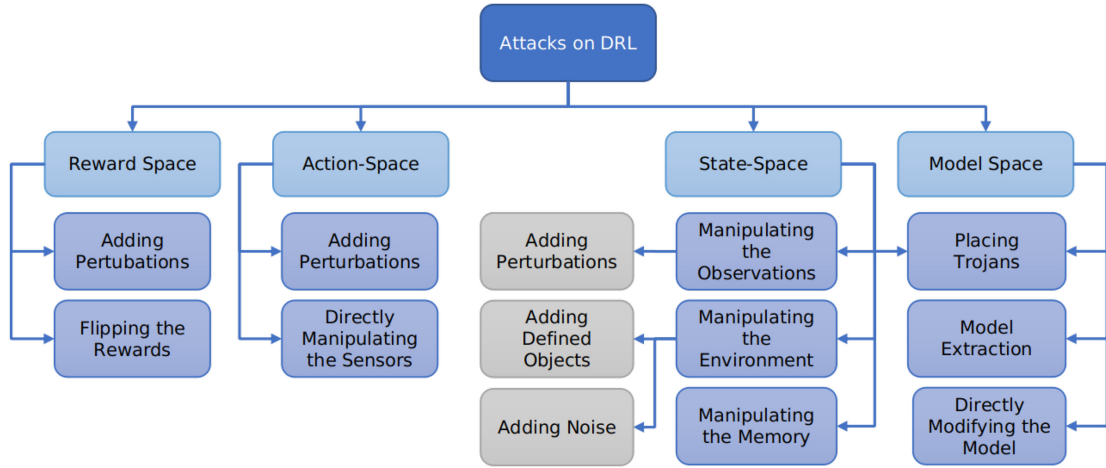 Attacks on DRL
Reward Space
Action-Space
State-Space
Model Space
Adding
Pertubations
Adding
Perturbations
Adding
Perturbations
Manipulating
the
Observations
Placing
Trojans
Flipping the
Rewards
Directly
Manipulating
the Sensors
Adding
Defined
Objects
Manipulating
the
Environment
Model
Extraction
Adding Noise
Manipulating
the Memory
Directly
Modifying the
Model